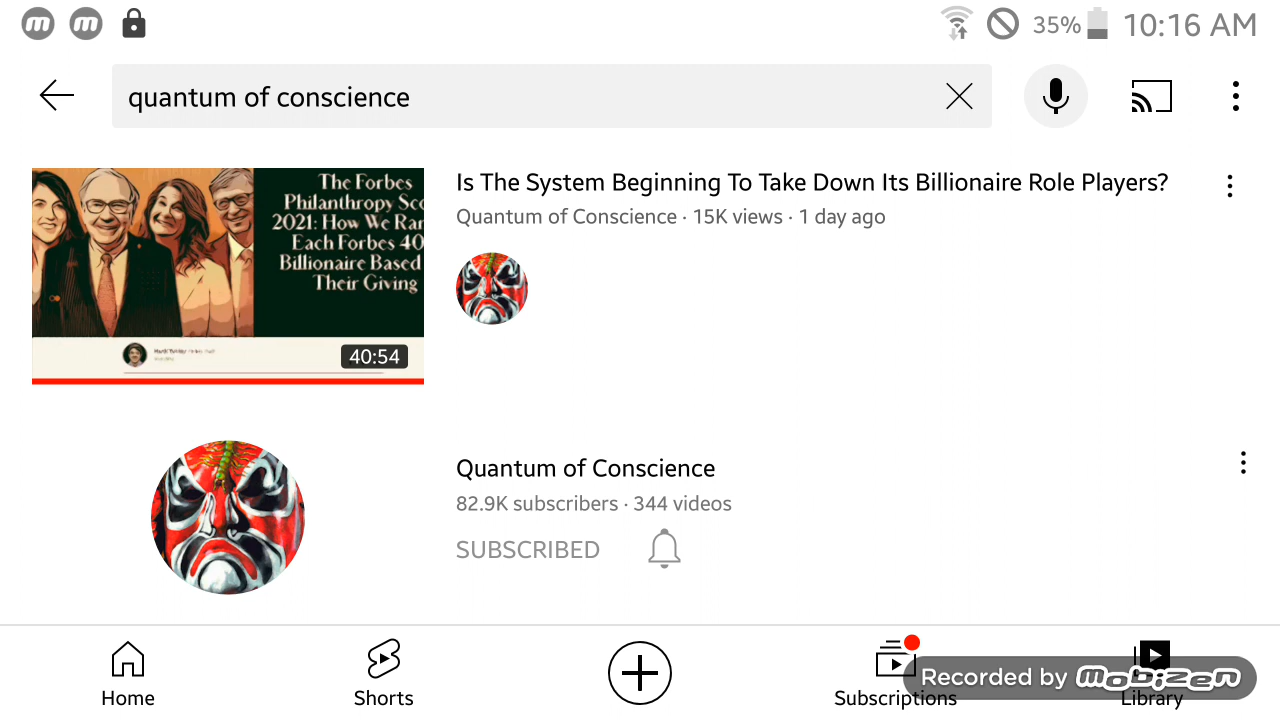 35% 10:16 AM
quantum of conscience
The Forbes
Philanthropy Sco
2021: How We Ran
Each Forbes 40
Billionaire Based
Their Giving
40:54
Is The System Beginning To Take Down Its Billionaire Role Players?
Quantum of Conscience · 15K views · 1 day ago
Quantum of Conscience
82.9K subscribers · 344 videos
SUBSCRIBED
Home
Shorts
Subscriptions
Library
Recorded by mobizen